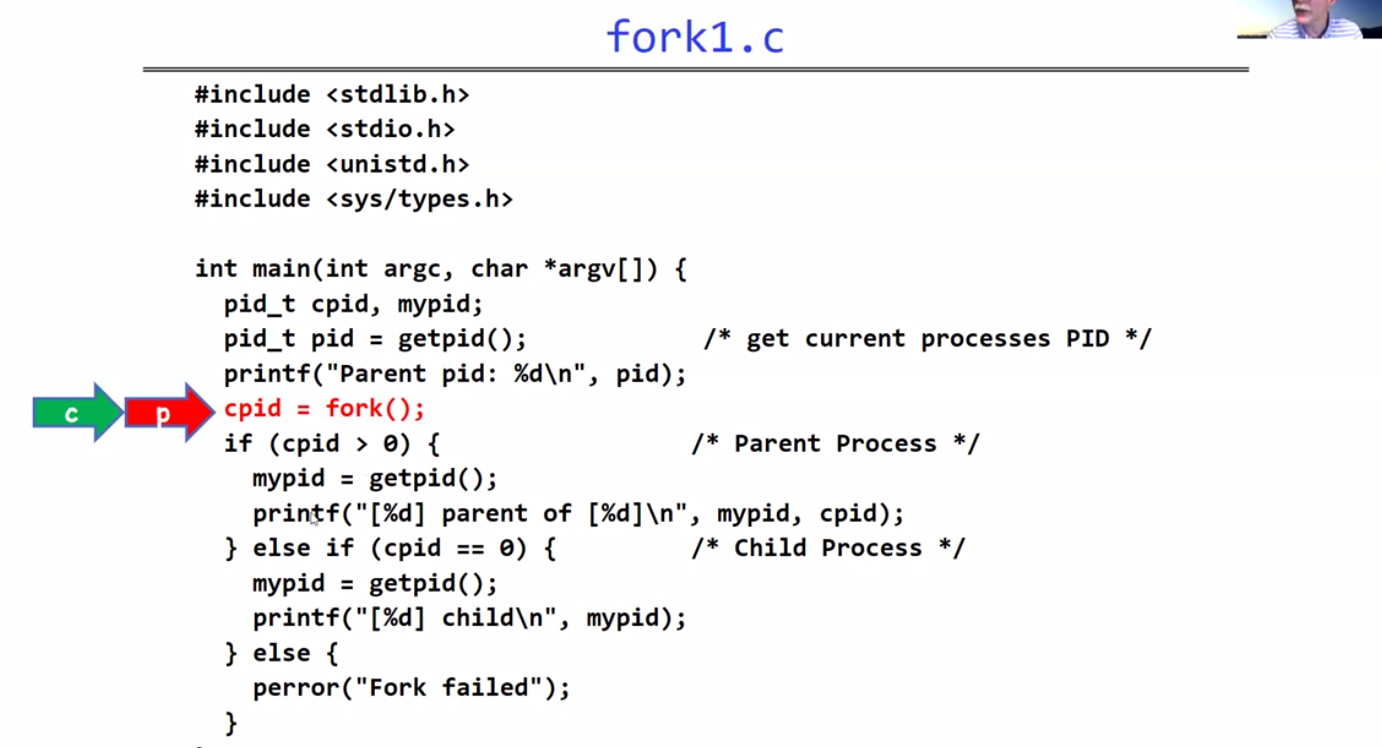 fork1.c
#include <stdlib.h>
#include <stdio.h>
#include <unistd.h>
#include <sys/types.h>
int main(int argc, char *argv[]) {
pid_t cpid, mypid;
pid_t pid = getpid(); /* get current processes PID */
printf("Parent pid: %d\n", pid);
c p cpid = fork();
if (cpid > 0) { /* Parent Process */
mypid = getpid();
printf("[%d] parent of [%d]\n", mypid, cpid);
} else if (cpid == 0) { /* Child Process */
mypid = getpid();
printf("[%d] child\n", mypid);
} else {
perror("Fork failed");
}